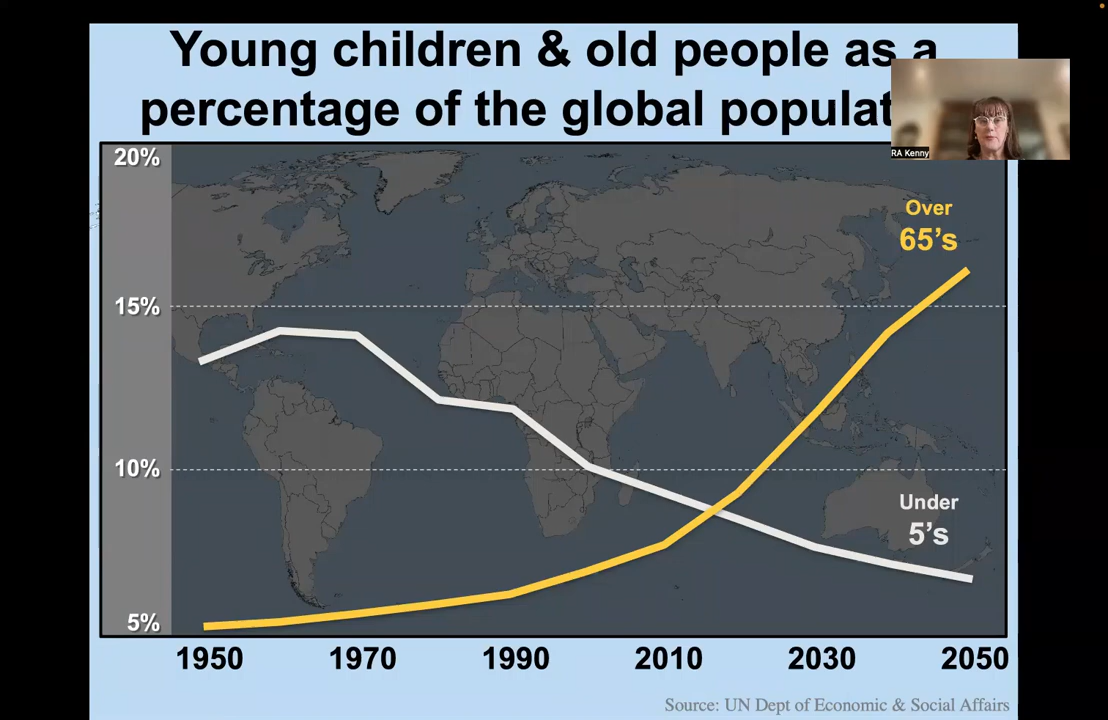 Young children & old people as a
percentage of the global populat
RA Kenny
20%
Over
65’s
15%
10%
Under
5’s
5%
1950 1970 1990 2010 2030 2050
Source: UN Dept of Economic & Social Affairs